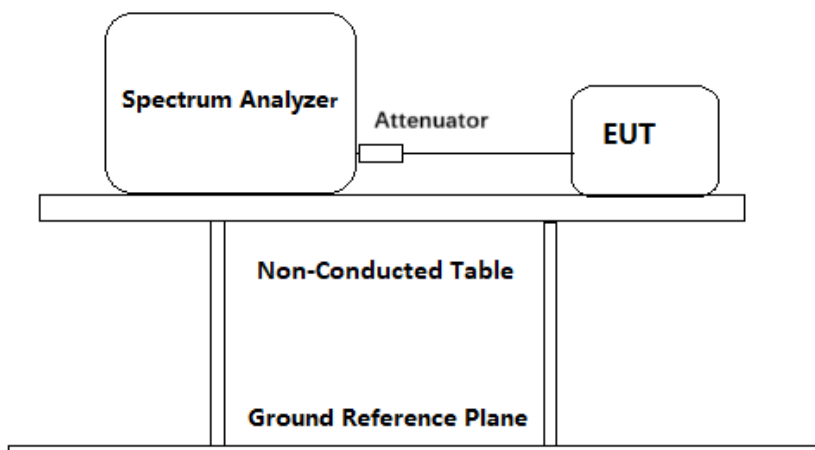 Spectrum Analyzer
Attenuator
EUT
Non-Conducted Table
Ground Reference Plane